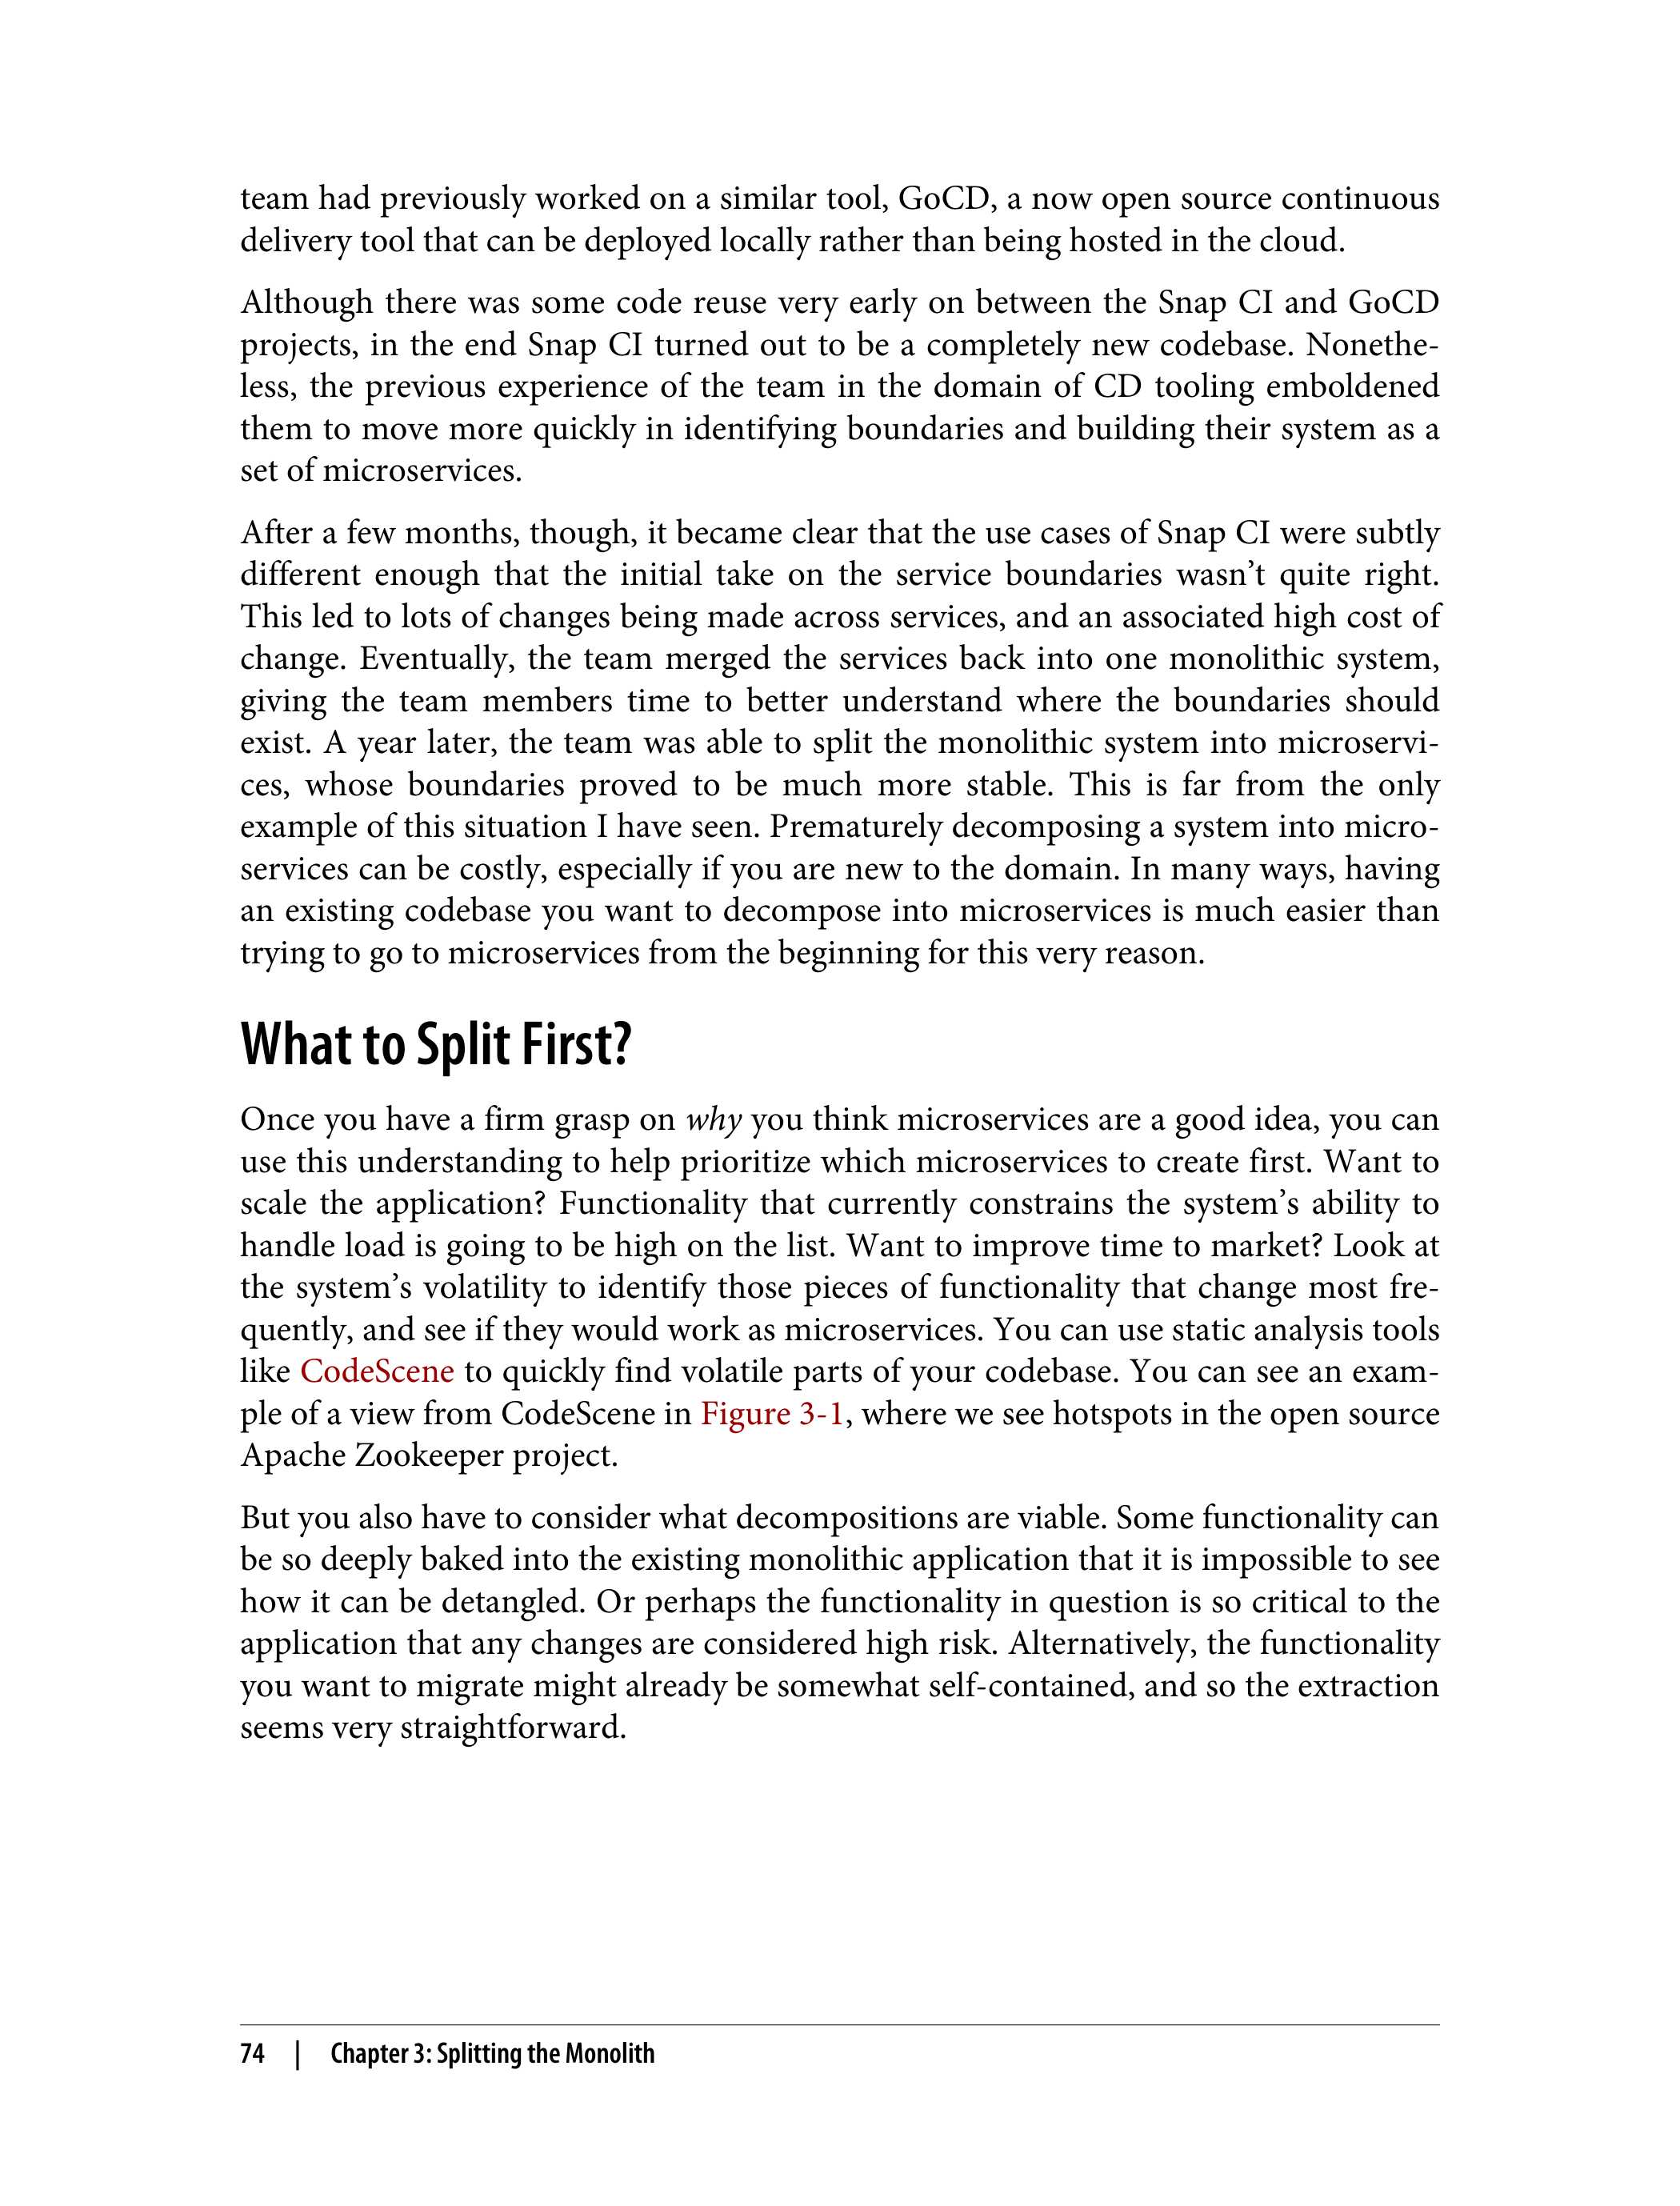 team had previously worked on a similar tool, GoCD, a now open source continuous
delivery tool that can be deployed locally rather than being hosted in the cloud.
Although there was some code reuse very early on between the Snap CI and GoCD
projects, in the end Snap CI turned out to be a completely new codebase. Nonethe-
less, the previous experience of the team in the domain of CD tooling emboldened
them to move more quickly in identifying boundaries and building their system as a
set of microservices.
After a few months, though, it became clear that the use cases of Snap CI were subtly
different enough that the initial take on the service boundaries wasn’t quite right.
This led to lots of changes being made across services, and an associated high cost of
change. Eventually, the team merged the services back into one monolithic system,
giving the team members time to better understand where the boundaries should
exist. A year later, the team was able to split the monolithic system into microservi-
ces, whose boundaries proved to be much more stable. This is far from the only
example of this situation I have seen. Prematurely decomposing a system into micro-
services can be costly, especially if you are new to the domain. In many ways, having
an existing codebase you want to decompose into microservices is much easier than
trying to go to microservices from the beginning for this very reason.
What to Split First?
Once you have a firm grasp on why you think microservices are a good idea, you can
use this understanding to help prioritize which microservices to create first. Want to
scale the application? Functionality that currently constrains the system’s ability to
handle load is going to be high on the list. Want to improve time to market? Look at
the system’s volatility to identify those pieces of functionality that change most fre-
quently, and see if they would work as microservices. You can use static analysis tools
like CodeScene to quickly find volatile parts of your codebase. You can see an exam-
ple of a view from CodeScene in Figure 3-1, where we see hotspots in the open source
Apache Zookeeper project.
But you also have to consider what decompositions are viable. Some functionality can
be so deeply baked into the existing monolithic application that it is impossible to see
how it can be detangled. Or perhaps the functionality in question is so critical to the
application that any changes are considered high risk. Alternatively, the functionality
you want to migrate might already be somewhat self-contained, and so the extraction
seems very straightforward.
74 | Chapter 3: Splitting the Monolith